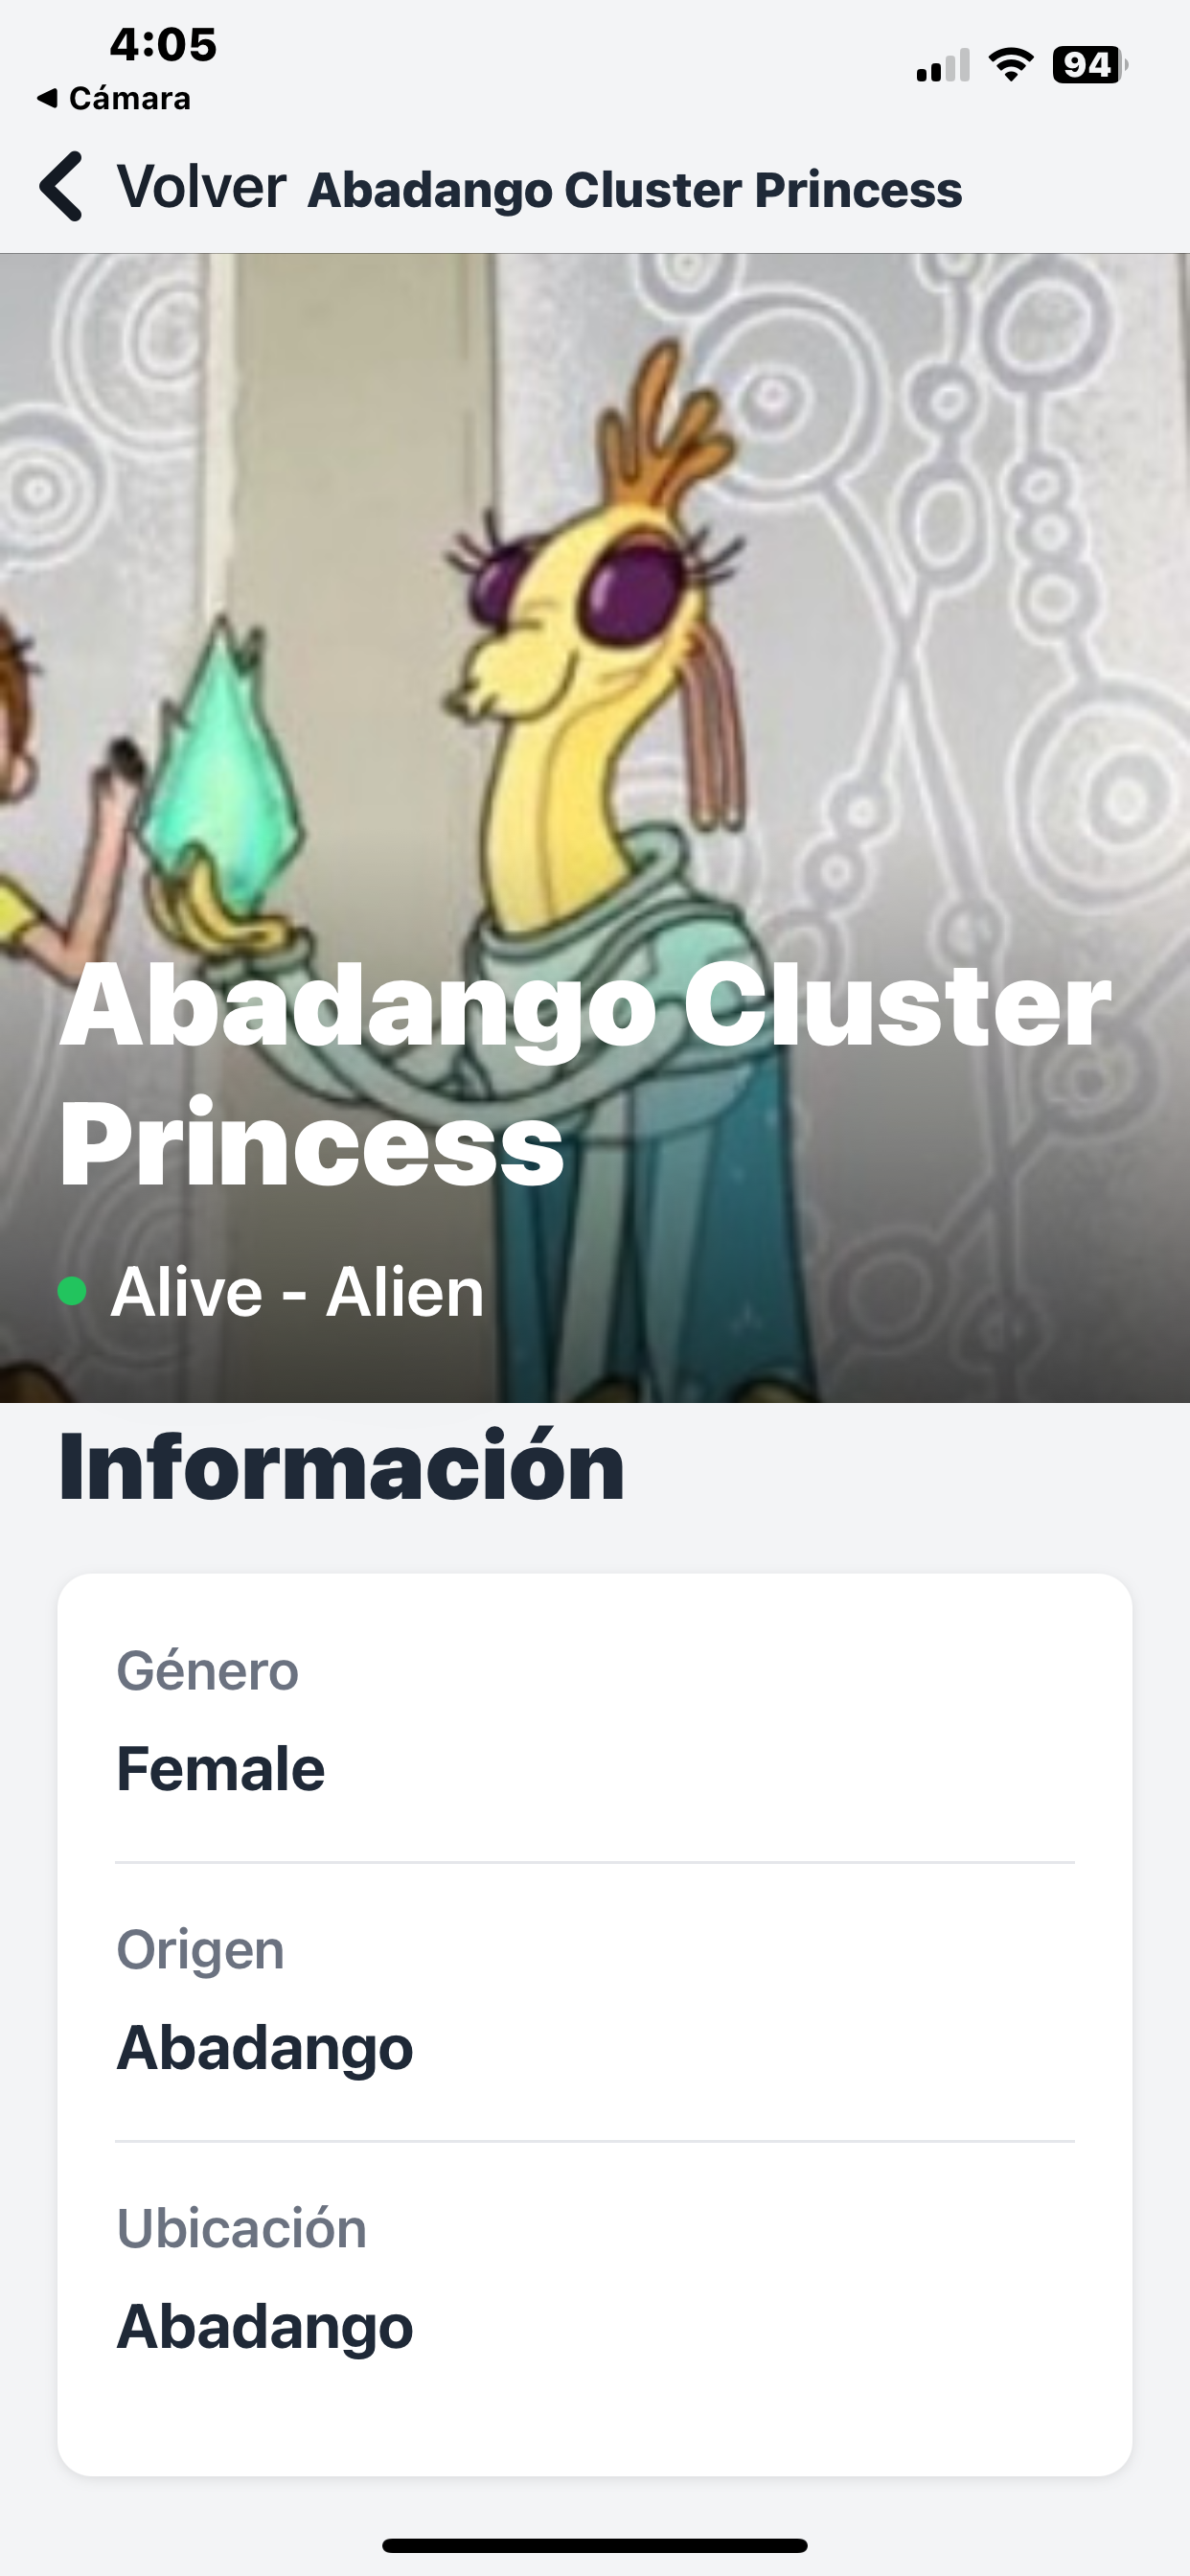 4:05
94
Cámara
Volver Abadango Cluster Princess
Abadango Cluster
Princess
Alive - Alien
Información
Género
Female
Origen
Abadango
Ubicación
Abadango